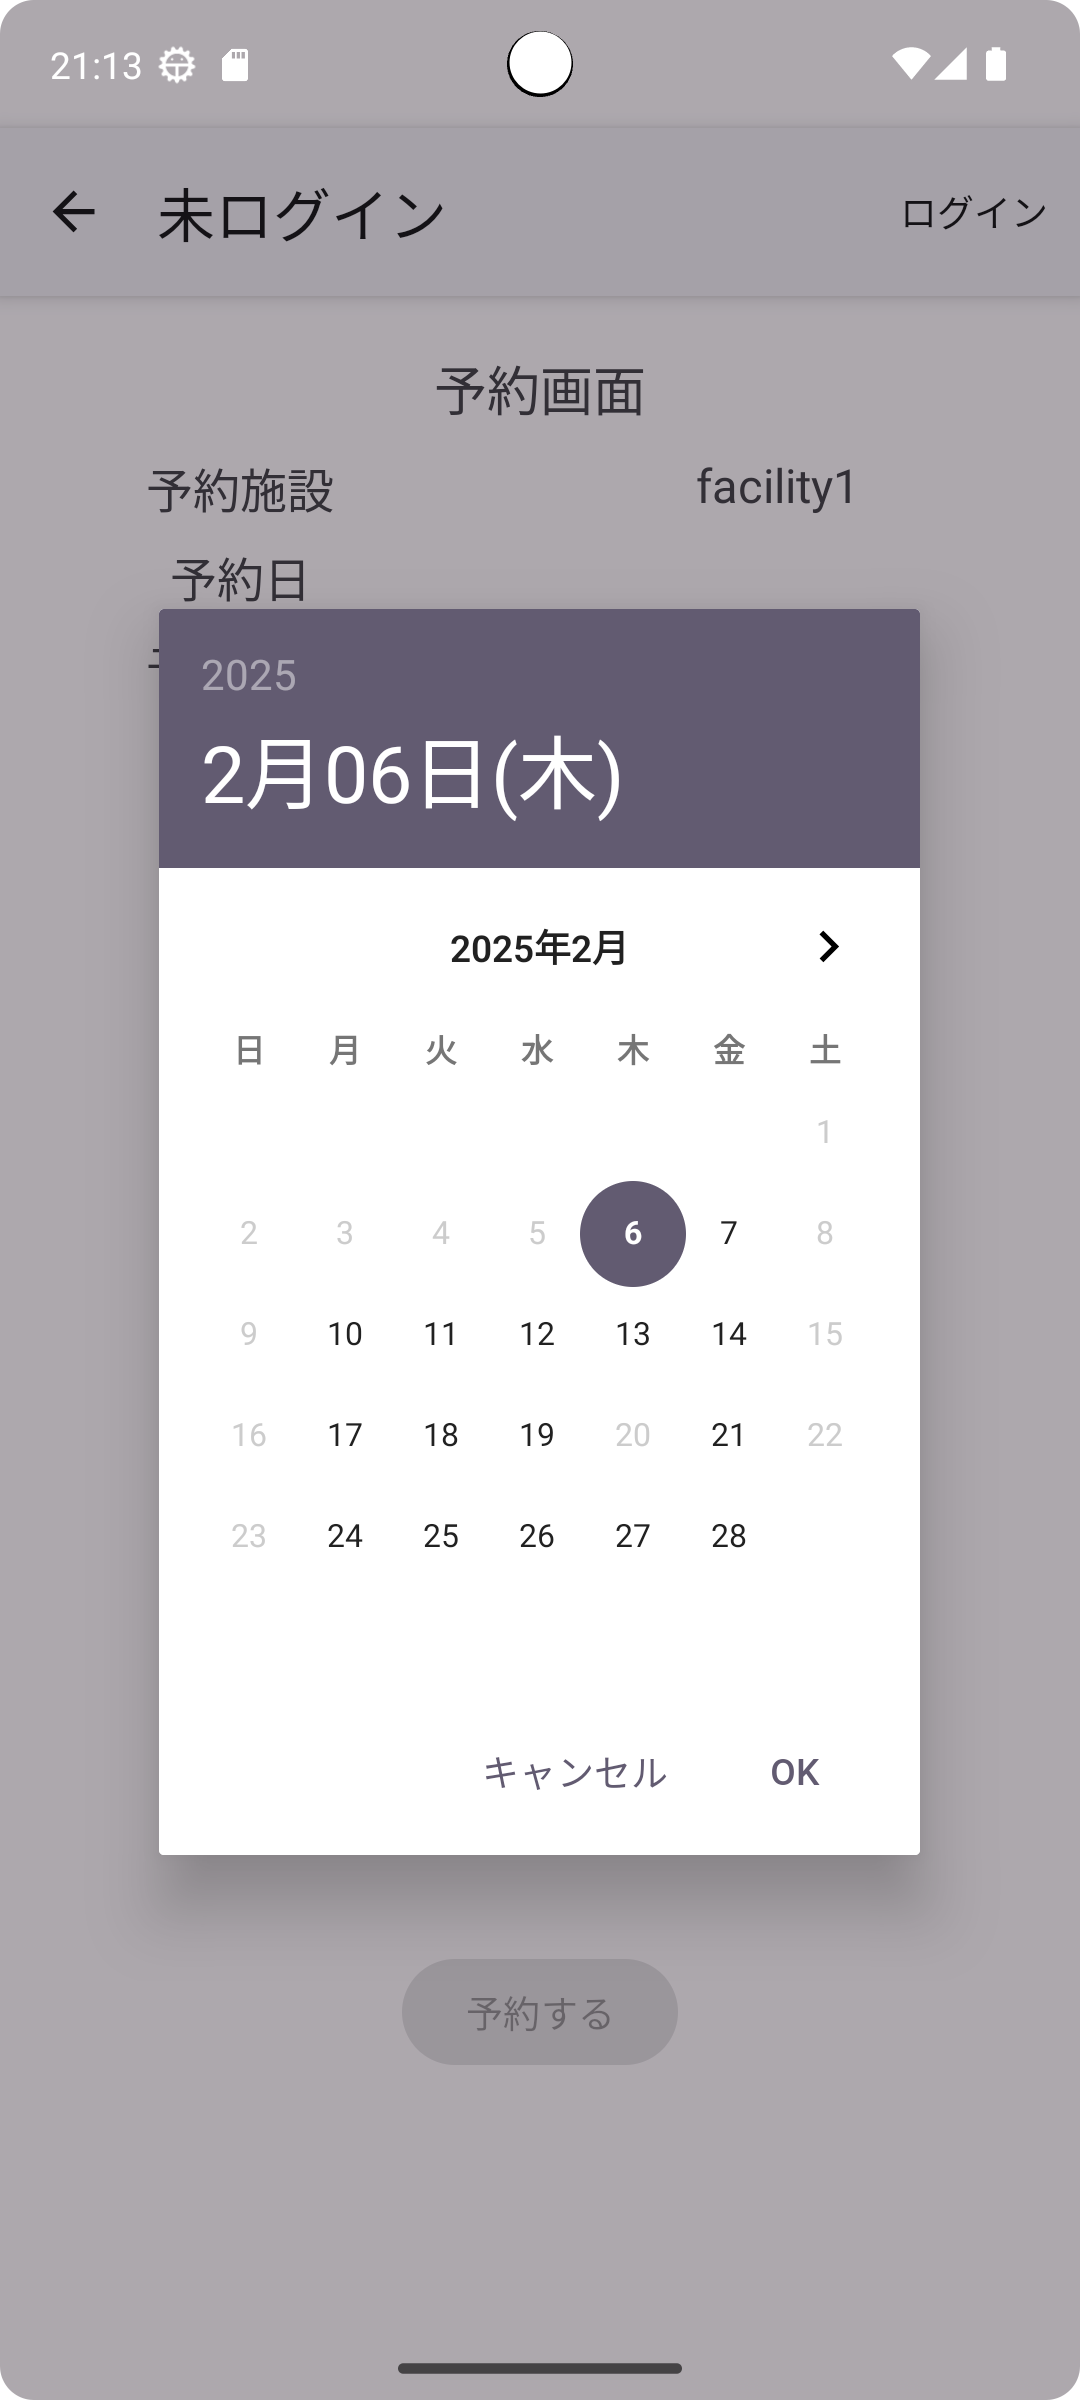 21:13
未ログイン ログイン
予約画面
予約施設 facility1
予約日
2025
2月06日(木)
2025年2月
日 月 火 水 木 金 土
1
2 3 4 5 6 7 8
9 10 11 12 13 14 15
16 17 18 19 20 21 22
23 24 25 26 27 28
キャンセル OK
予約する